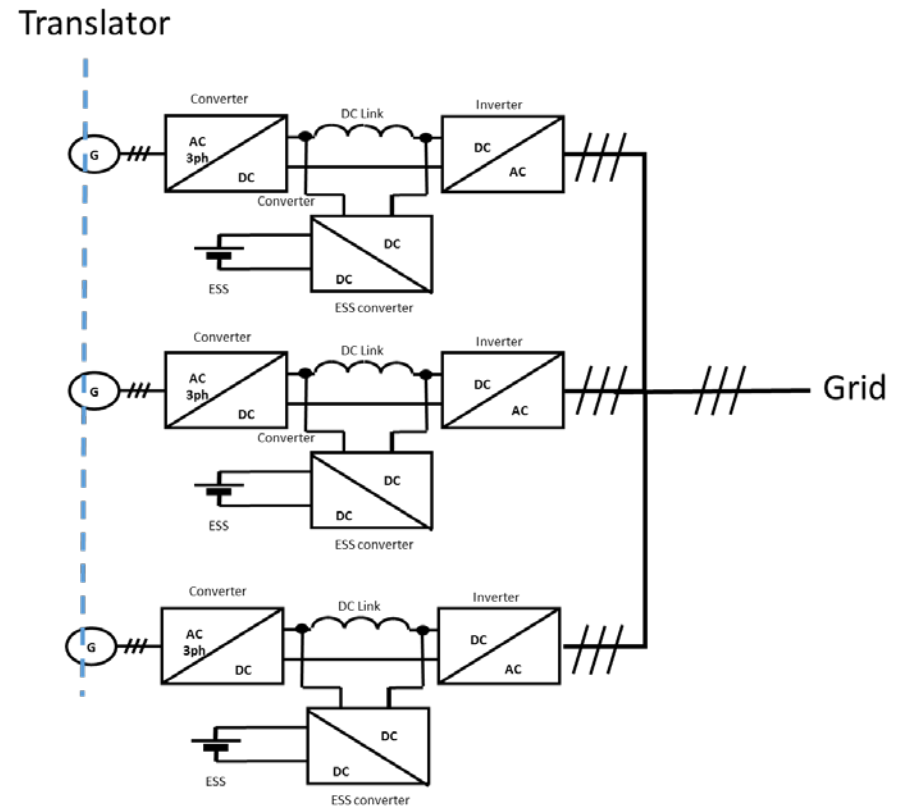 Translator
Converter
DC Link
Inverter
G
AC
3ph
DC
DC
AC
Converter
DC
DC
ESS
ESS converter
Converter
DC Link
Inverter
G
AC
3ph
DC
DC
AC
Grid
Converter
DC
DC
ESS
ESS converter
Converter
DC Link
Inverter
G
AC
3ph
DC
DC
AC
DC
DC
ESS
ESS converter